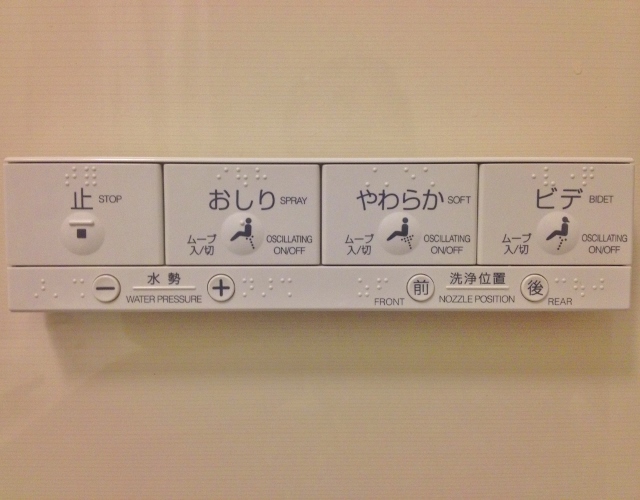 止 STOP
おしり SPRAY
ムーブ
入/切
OSCILLATING
ON/OFF
やわらか SOFT
ムーブ
入/切
OSCILLATING
ON/OFF
ビデ BIDET
ムーブ
入/切
OSCILLATING
ON/OFF
− 水勢 +
WATER PRESSURE
前 洗浄位置 後
FRONT NOZZLE POSITION REAR